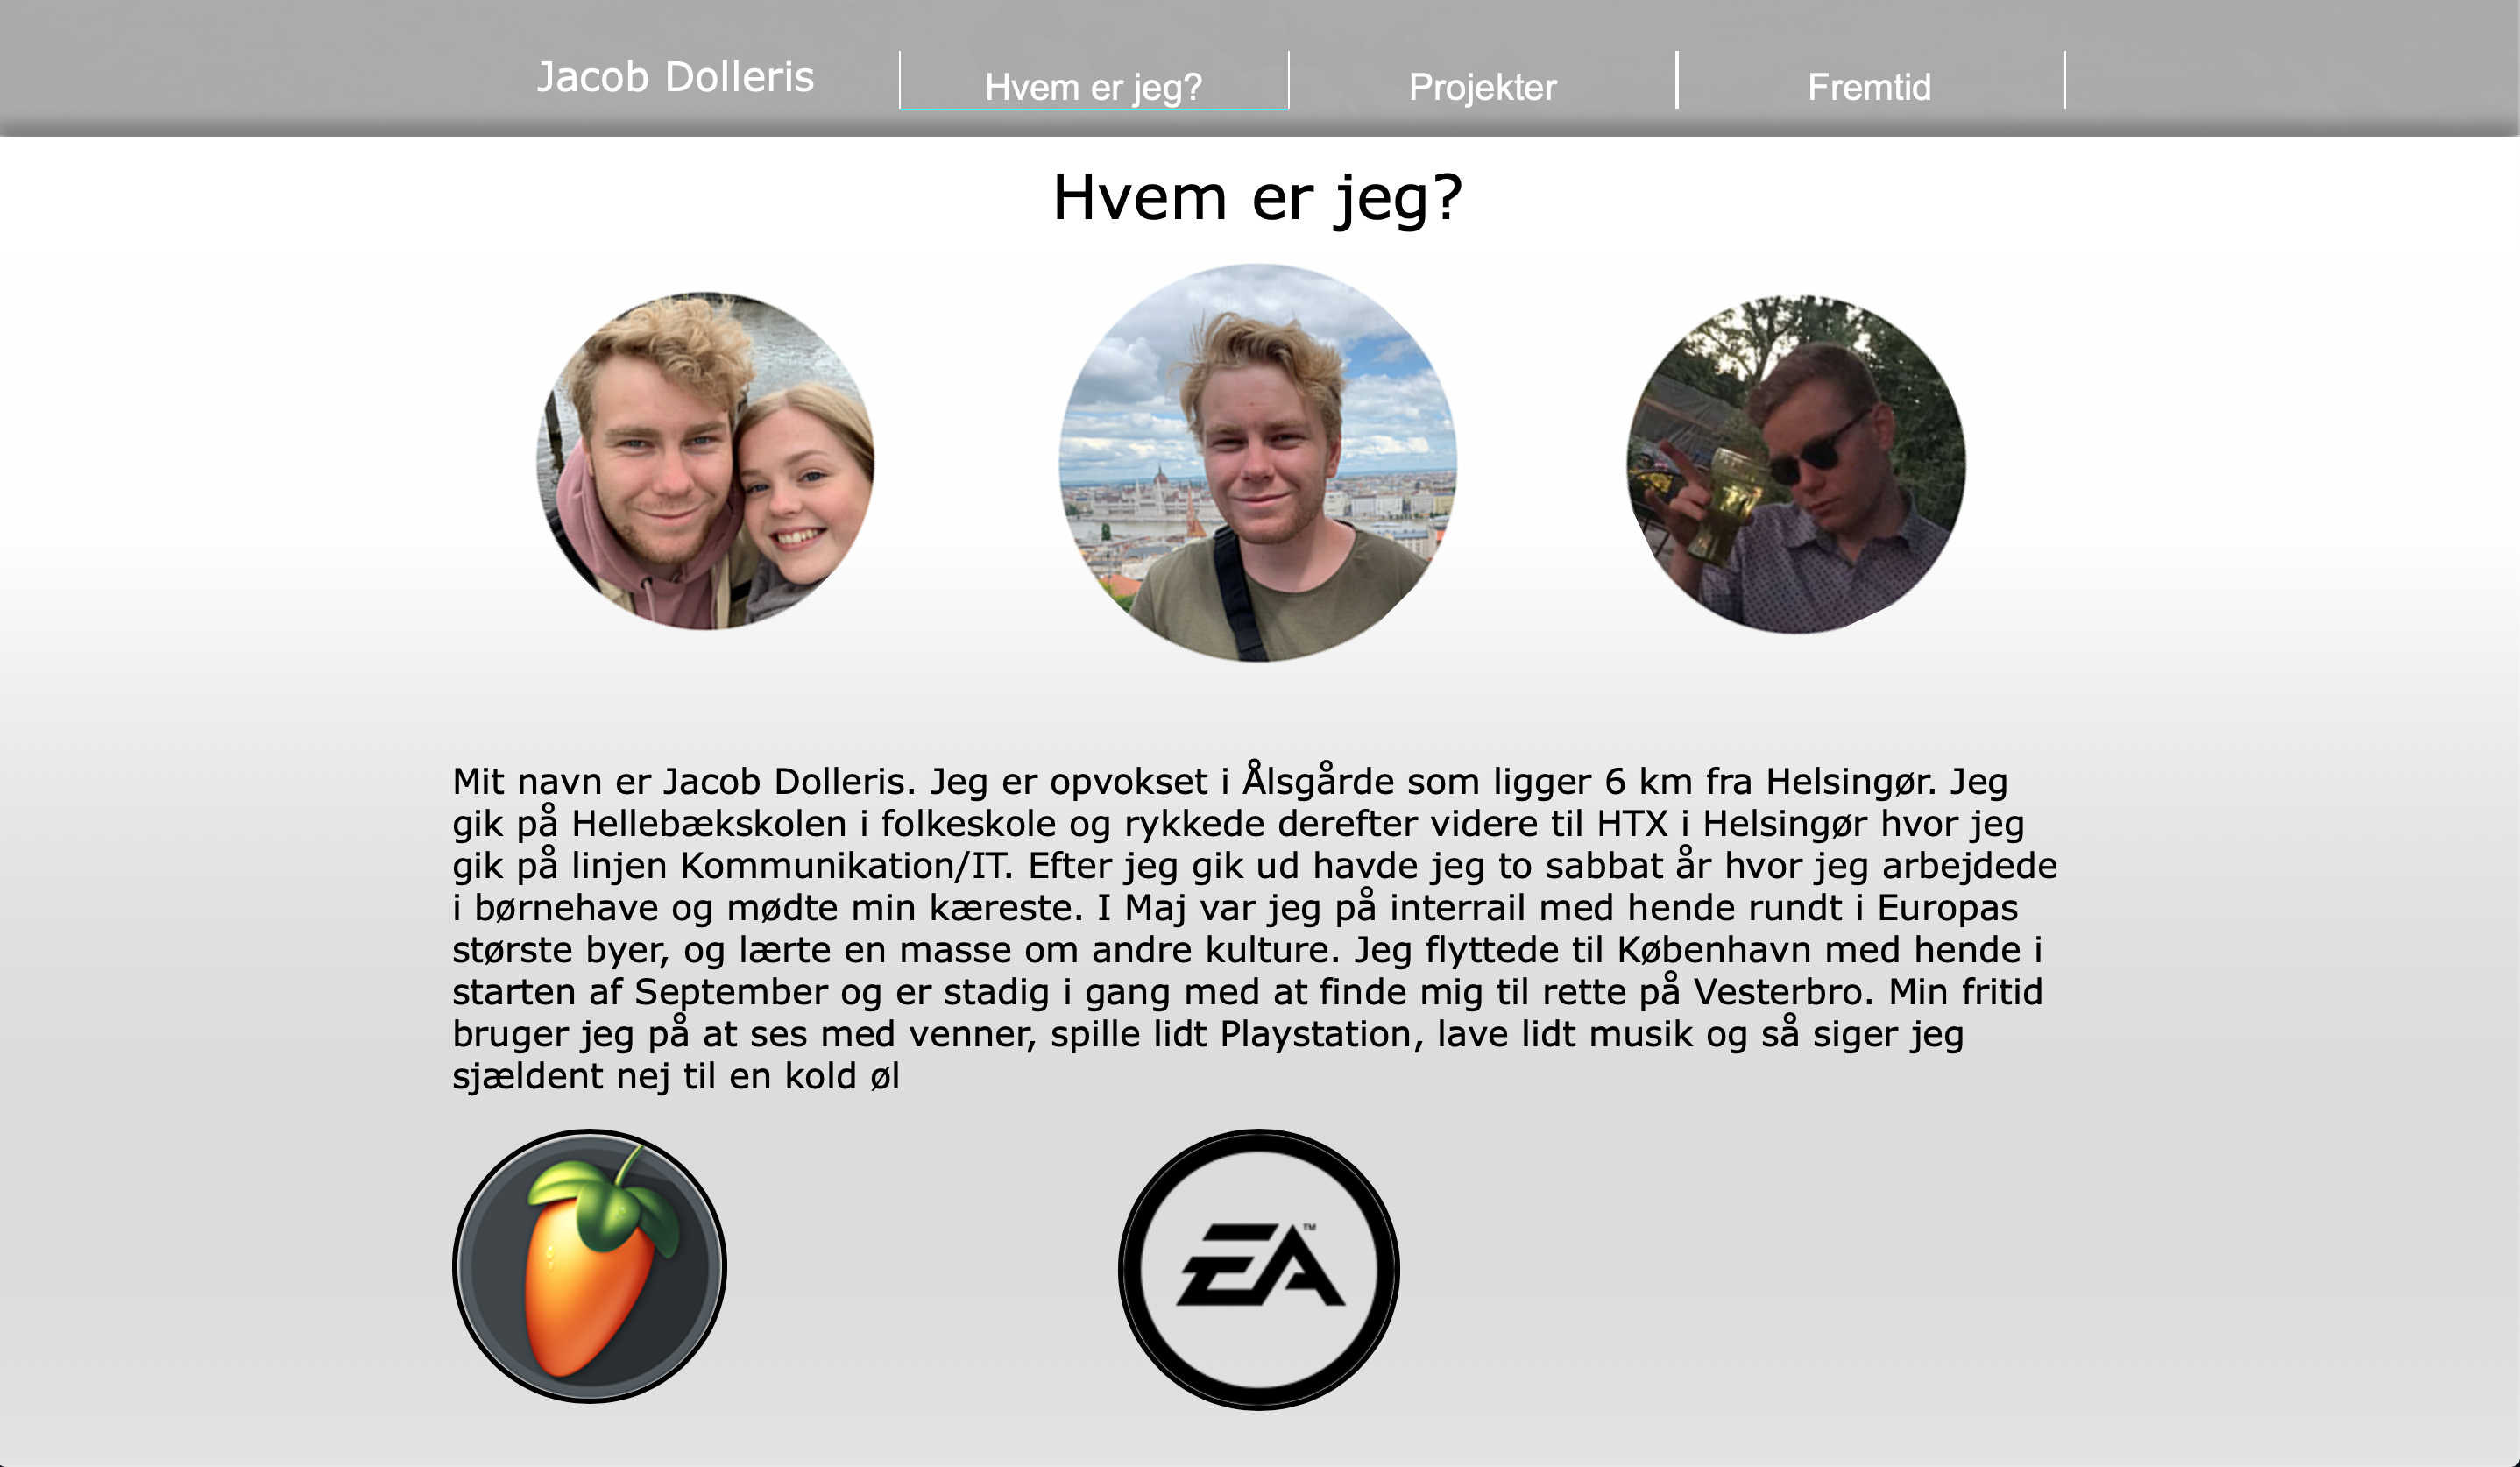 Jacob Dolleris
Hvem er jeg?
Projekter
Fremtid
Hvem er jeg?
Mit navn er Jacob Dolleris. Jeg er opvokset i Ålsgårde som ligger 6 km fra Helsingør. Jeg
gik på Hellebækskolen i folkeskole og rykkede derefter videre til HTX i Helsingør hvor jeg
gik på linjen Kommunikation/IT. Efter jeg gik ud havde jeg to sabbat år hvor jeg arbejdede
i børnehave og mødte min kæreste. I Maj var jeg på interrail med hende rundt i Europas
største byer, og lærte en masse om andre kulture. Jeg flyttede til København med hende i
starten af September og er stadig i gang med at finde mig til rette på Vesterbro. Min fritid
bruger jeg på at ses med venner, spille lidt Playstation, lave lidt musik og så siger jeg
sjældent nej til en kold øl
EA™